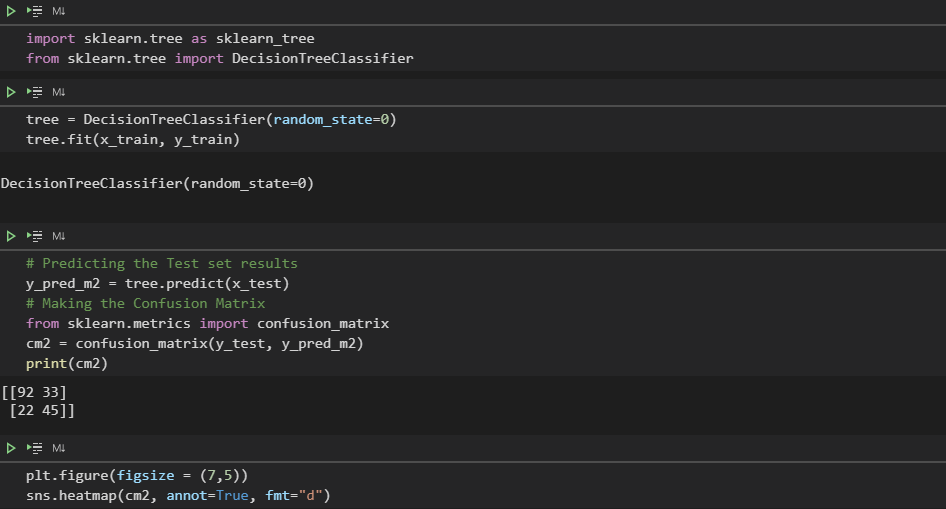 M↓
import sklearn.tree as sklearn_tree
from sklearn.tree import DecisionTreeClassifier
M↓
tree = DecisionTreeClassifier(random_state=0)
tree.fit(x_train, y_train)
DecisionTreeClassifier(random_state=0)
M↓
# Predicting the Test set results
y_pred_m2 = tree.predict(x_test)
# Making the Confusion Matrix
from sklearn.metrics import confusion_matrix
cm2 = confusion_matrix(y_test, y_pred_m2)
print(cm2)
[[92 33]
 [22 45]]
M↓
plt.figure(figsize = (7,5))
sns.heatmap(cm2, annot=True, fmt="d")